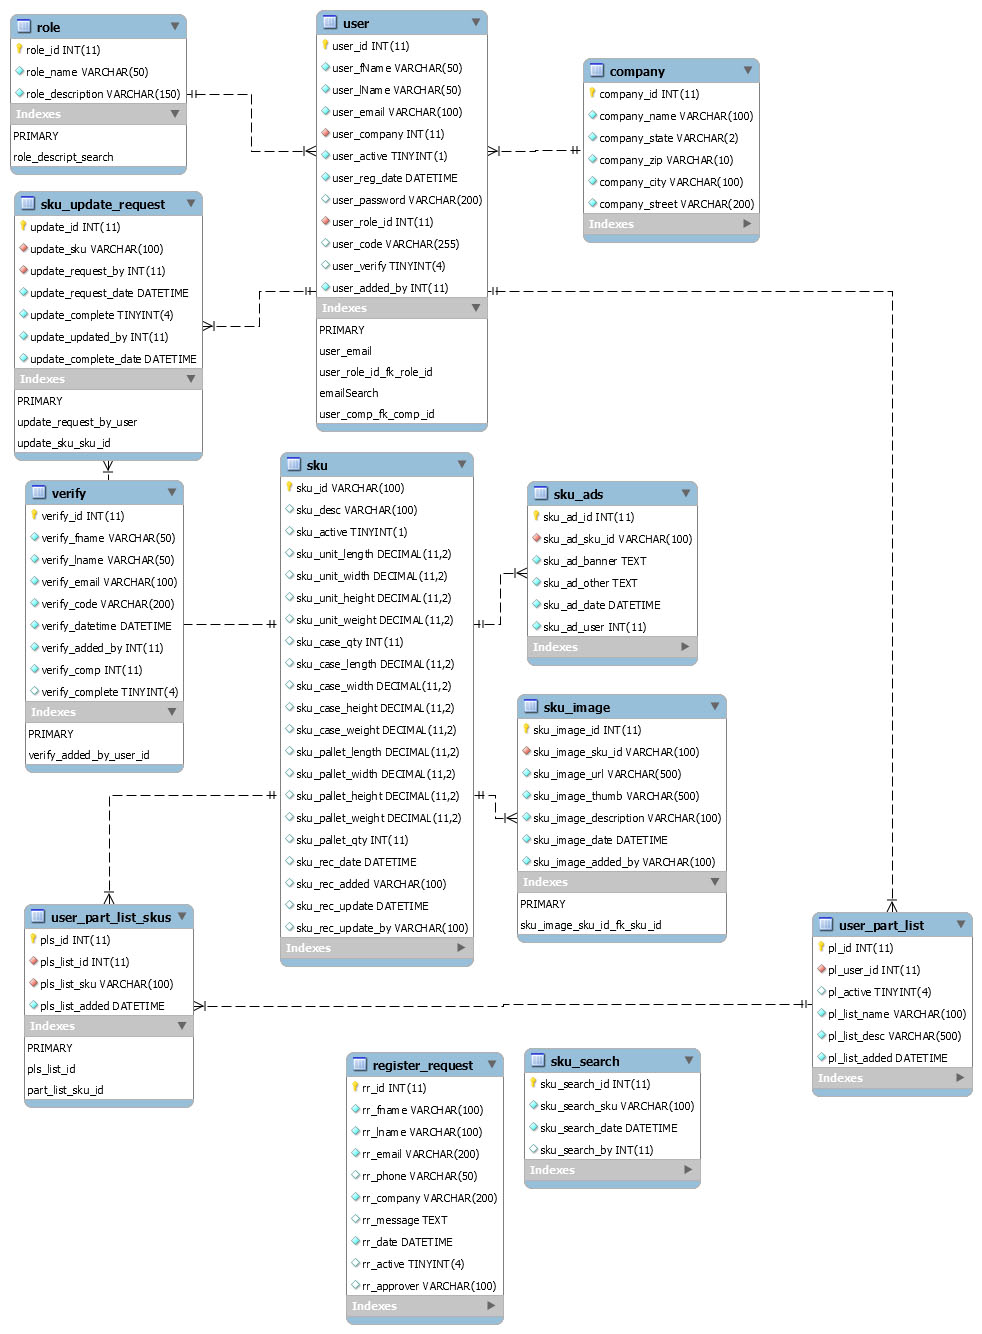 role
role_id INT(11)
role_name VARCHAR(50)
role_description VARCHAR(150)
Indexes
PRIMARY
role_descript_search
user
user_id INT(11)
user_fName VARCHAR(50)
user_lName VARCHAR(50)
user_email VARCHAR(100)
user_company INT(11)
user_active TINYINT(1)
user_reg_date DATETIME
user_password VARCHAR(200)
user_role_id INT(11)
user_code VARCHAR(255)
user_verify TINYINT(4)
user_added_by INT(11)
Indexes
PRIMARY
user_email
user_role_id_fk_role_id
emailSearch
user_comp_fk_comp_id
company
company_id INT(11)
company_name VARCHAR(100)
company_state VARCHAR(2)
company_zip VARCHAR(10)
company_city VARCHAR(100)
company_street VARCHAR(200)
Indexes
sku_update_request
update_id INT(11)
update_sku VARCHAR(100)
update_request_by INT(11)
update_request_date DATETIME
update_complete TINYINT(4)
update_updated_by INT(11)
update_complete_date DATETIME
Indexes
PRIMARY
update_request_by_user
update_sku_sku_id
verify
verify_id INT(11)
verify_fname VARCHAR(50)
verify_lname VARCHAR(50)
verify_email VARCHAR(100)
verify_code VARCHAR(200)
verify_datetime DATETIME
verify_added_by INT(11)
verify_comp INT(11)
verify_complete TINYINT(4)
Indexes
PRIMARY
verify_added_by_user_id
sku
sku_id VARCHAR(100)
sku_desc VARCHAR(100)
sku_active TINYINT(1)
sku_unit_length DECIMAL(11,2)
sku_unit_width DECIMAL(11,2)
sku_unit_height DECIMAL(11,2)
sku_unit_weight DECIMAL(11,2)
sku_case_qty INT(11)
sku_case_length DECIMAL(11,2)
sku_case_width DECIMAL(11,2)
sku_case_height DECIMAL(11,2)
sku_case_weight DECIMAL(11,2)
sku_pallet_length DECIMAL(11,2)
sku_pallet_width DECIMAL(11,2)
sku_pallet_height DECIMAL(11,2)
sku_pallet_weight DECIMAL(11,2)
sku_pallet_qty INT(11)
sku_rec_date DATETIME
sku_rec_added VARCHAR(100)
sku_rec_update DATETIME
sku_rec_update_by VARCHAR(100)
Indexes
sku_ads
sku_ad_id INT(11)
sku_ad_sku_id VARCHAR(100)
sku_ad_banner TEXT
sku_ad_other TEXT
sku_ad_date DATETIME
sku_ad_user INT(11)
Indexes
sku_image
sku_image_id INT(11)
sku_image_sku_id VARCHAR(100)
sku_image_url VARCHAR(500)
sku_image_thumb VARCHAR(500)
sku_image_description VARCHAR(100)
sku_image_date DATETIME
sku_image_added_by VARCHAR(100)
Indexes
PRIMARY
sku_image_sku_id_fk_sku_id
user_part_list_skus
pls_id INT(11)
pls_list_id INT(11)
pls_list_sku VARCHAR(100)
pls_list_added DATETIME
Indexes
PRIMARY
pls_list_id
part_list_sku_id
user_part_list
pl_id INT(11)
pl_user_id INT(11)
pl_active TINYINT(4)
pl_list_name VARCHAR(100)
pl_list_desc VARCHAR(500)
pl_list_added DATETIME
Indexes
register_request
rr_id INT(11)
rr_fname VARCHAR(100)
rr_lname VARCHAR(100)
rr_email VARCHAR(200)
rr_phone VARCHAR(50)
rr_company VARCHAR(200)
rr_message TEXT
rr_date DATETIME
rr_active TINYINT(4)
rr_approver VARCHAR(100)
Indexes
sku_search
sku_search_id INT(11)
sku_search_sku VARCHAR(100)
sku_search_date DATETIME
sku_search_by INT(11)
Indexes